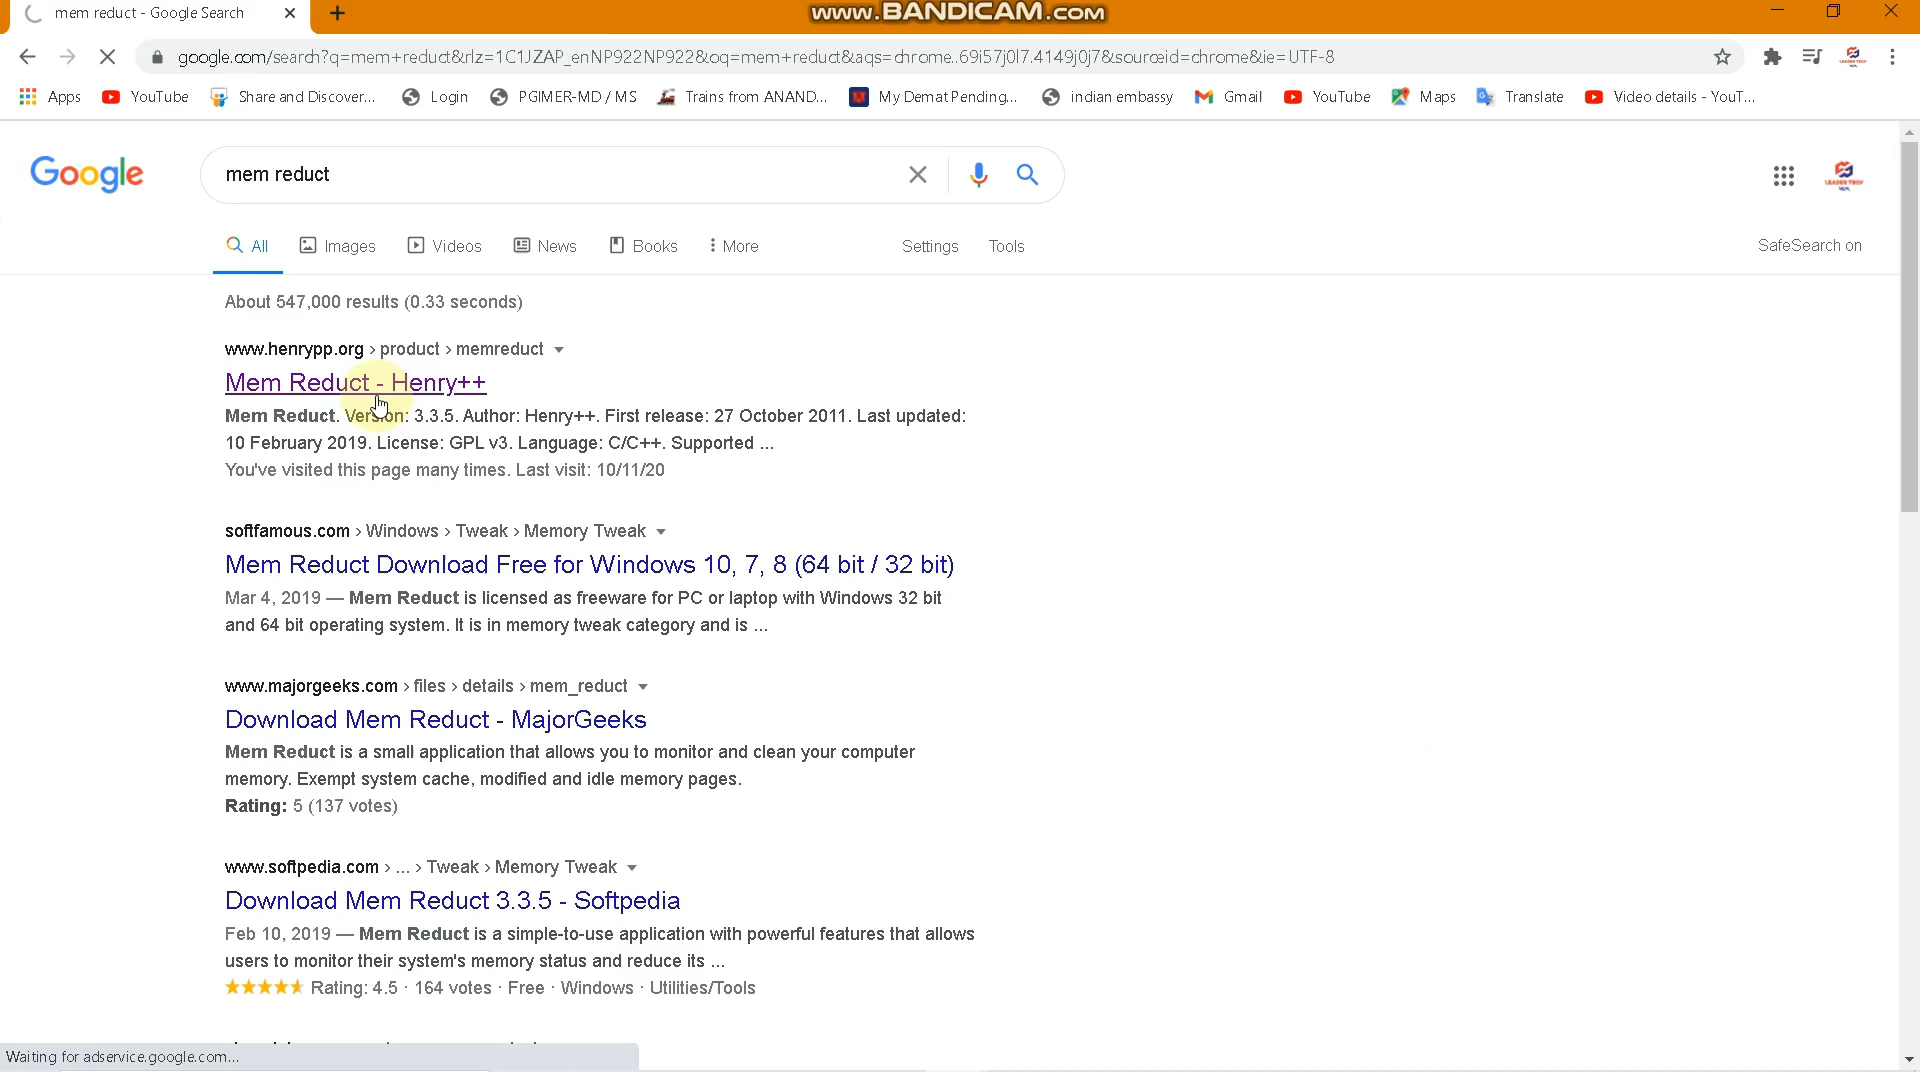 mem reduct - Google Search
www.BANDICAM.com
google.com/search?q=mem+reduct&rlz=1C1JZAP_enNP922NP922&oq=mem+reduct&aqs=chrome..69i57j0l7.4149j0j7&sourceid=chrome&ie=UTF-8
Apps YouTube Share and Discover... Login PGIMER-MD / MS Trains from ANAND... My Demat Pending... indian embassy Gmail YouTube Maps Translate Video details - YouT...
Google mem reduct LEADER TECH
All Images Videos News Books More Settings Tools SafeSearch on
About 547,000 results (0.33 seconds)
www.henrypp.org › product › memreduct
Mem Reduct - Henry++
Mem Reduct. Version: 3.3.5. Author: Henry++. First release: 27 October 2011. Last updated:
10 February 2019. License: GPL v3. Language: C/C++. Supported ...
You've visited this page many times. Last visit: 10/11/20
softfamous.com › Windows › Tweak › Memory Tweak
Mem Reduct Download Free for Windows 10, 7, 8 (64 bit / 32 bit)
Mar 4, 2019 — Mem Reduct is licensed as freeware for PC or laptop with Windows 32 bit
and 64 bit operating system. It is in memory tweak category and is ...
www.majorgeeks.com › files › details › mem_reduct
Download Mem Reduct - MajorGeeks
Mem Reduct is a small application that allows you to monitor and clean your computer
memory. Exempt system cache, modified and idle memory pages.
Rating: 5 (137 votes)
www.softpedia.com › ... › Tweak › Memory Tweak
Download Mem Reduct 3.3.5 - Softpedia
Feb 10, 2019 — Mem Reduct is a simple-to-use application with powerful features that allows
users to monitor their system's memory status and reduce its ...
Rating: 4.5 · 164 votes · Free · Windows · Utilities/Tools
Waiting for adservice.google.com...